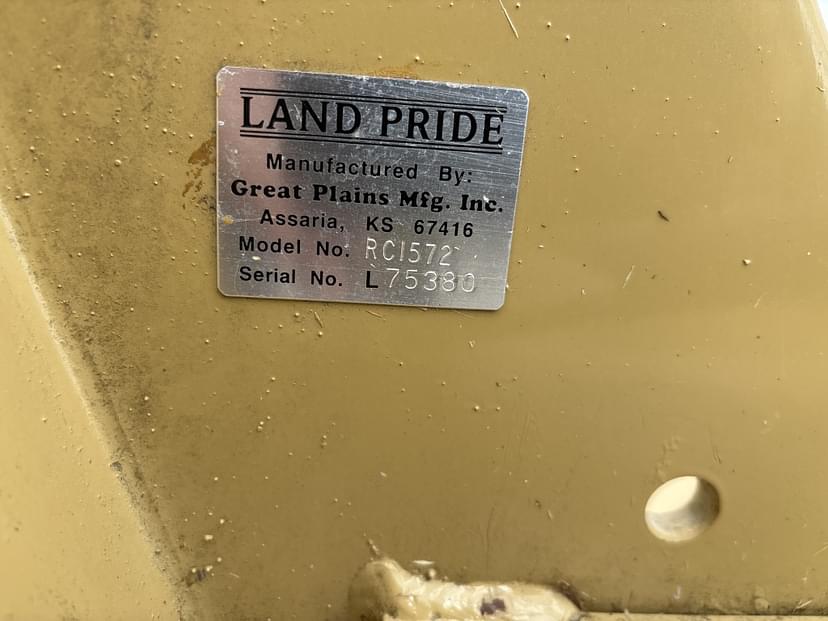 LAND PRIDE
Manufactured By:
Great Plains Mfg. Inc.
Assaria, KS 67416
Model No. RC1572
Serial No. L75380